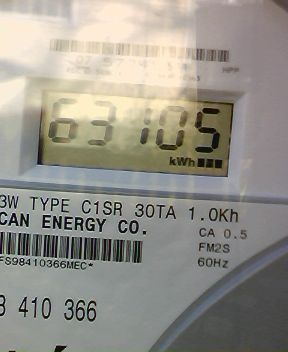 63105
kWh
3W TYPE C1SR 30TA 1.0Kh
CAN ENERGY CO.
CA 0.5
FM2S
FS98410366MEC*
60Hz
3 410 366